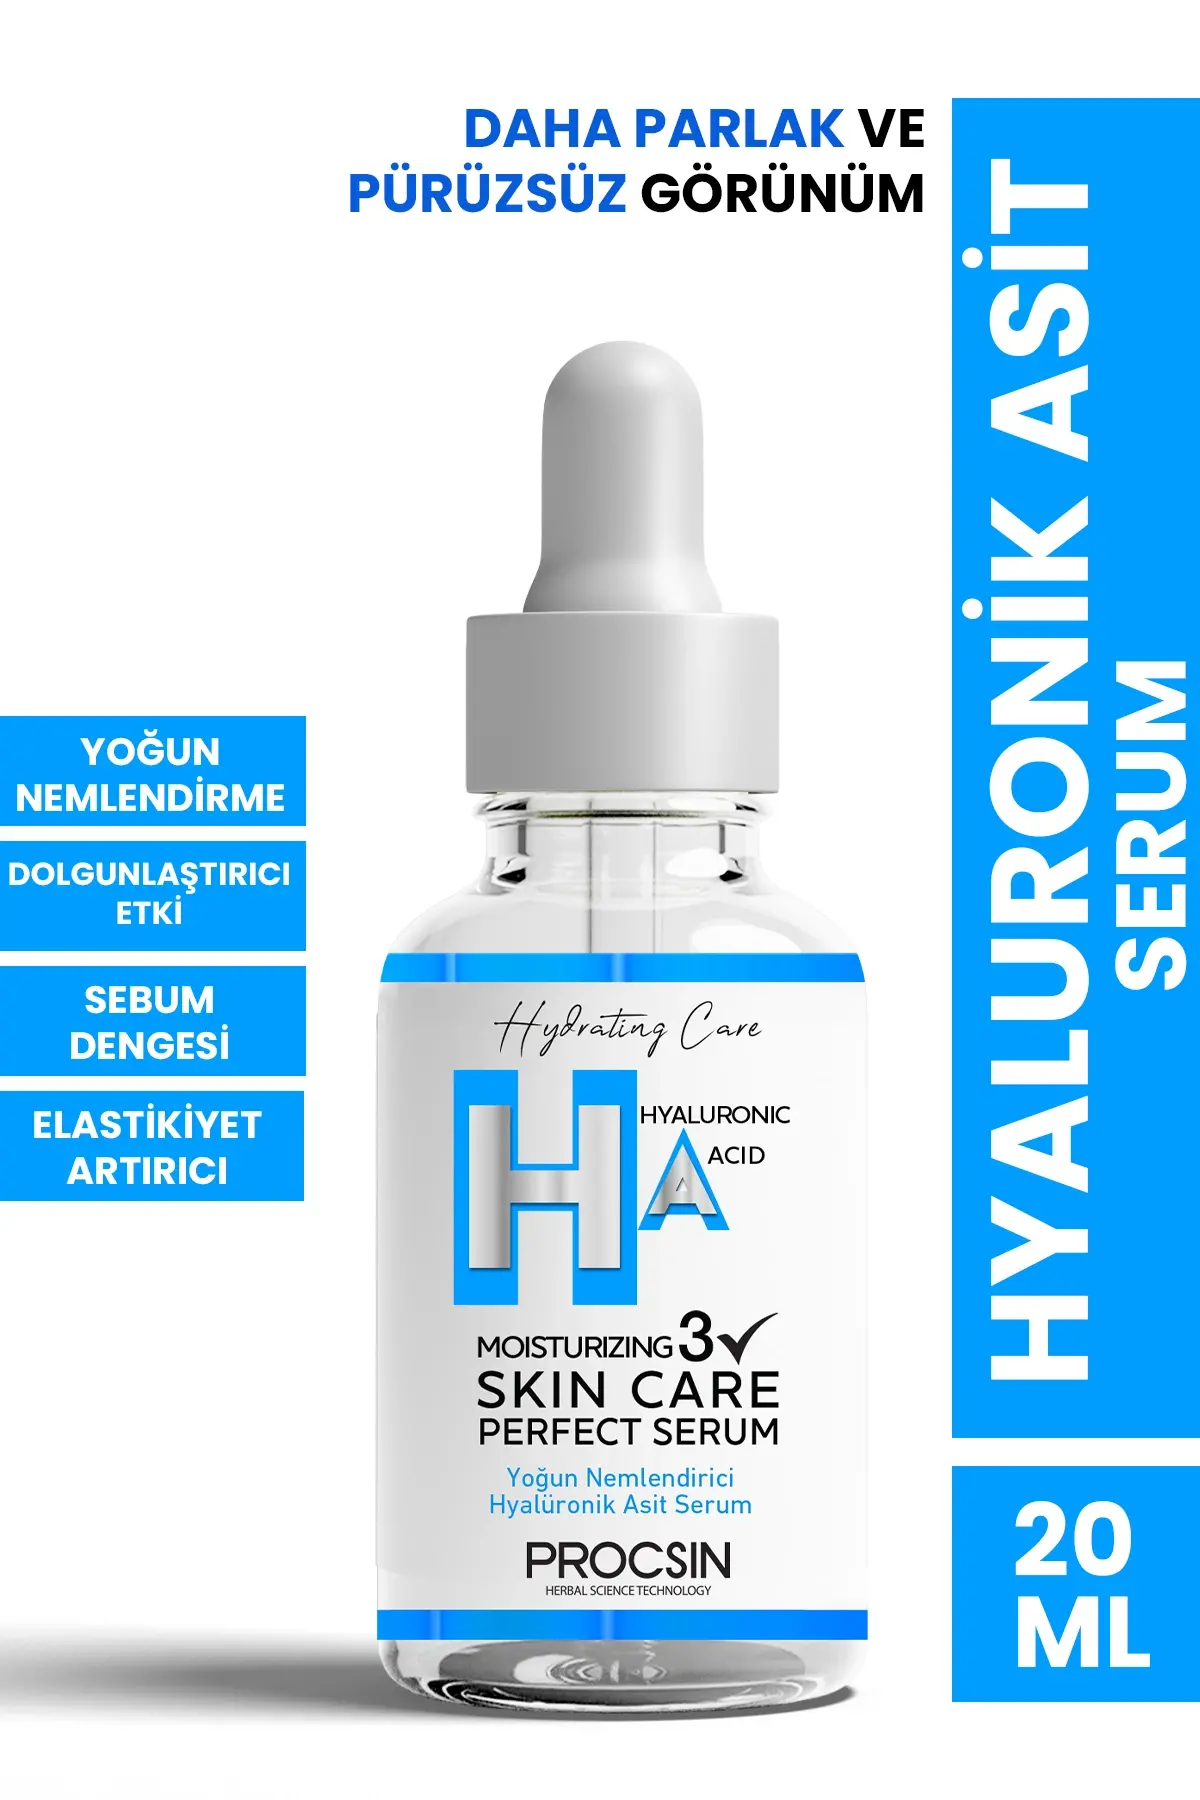 DAHA PARLAK VE
PÜRÜZSÜZ GÖRÜNÜM
HYALURONİK ASİT
SERUM
YOĞUN
NEMLENDİRME
DOLGUNLAŞTIRICI
ETKİ
SEBUM
DENGESİ
ELASTİKİYET
ARTIRICI
Hydrating Care
HA
HYALURONIC
ACID
MOISTURIZING 3✓
SKIN CARE
PERFECT SERUM
Yoğun Nemlendirici
Hyalüronik Asit Serum
PROCSIN
HERBAL SCIENCE TECHNOLOGY
20
ML